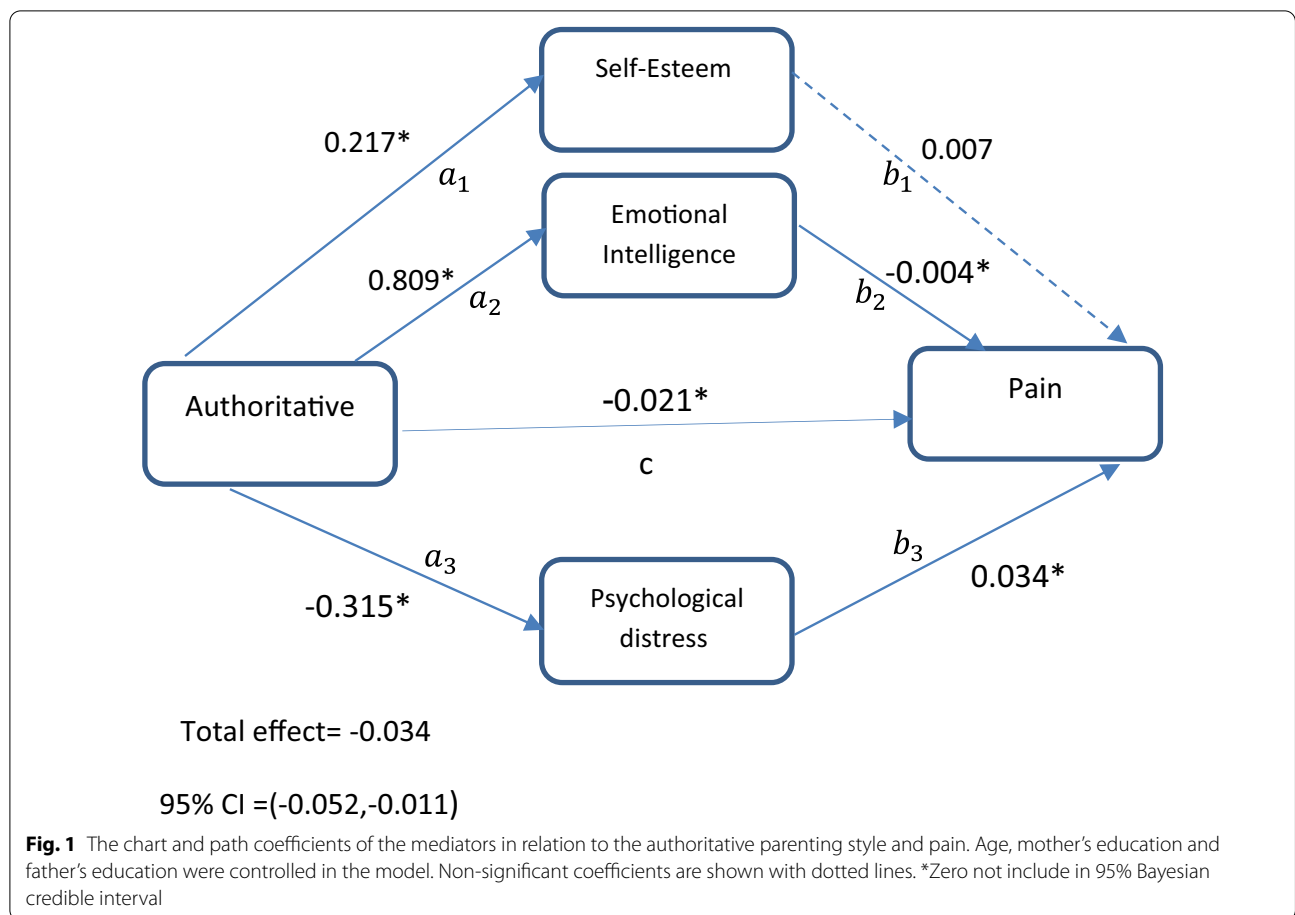 Self-Esteem
0.217*
a₁
0.007
b₁
Emotional
Intelligence
0.809*
a₂
-0.004*
b₂
Authoritative
-0.021*
c
Pain
a₃
-0.315*
b₃
0.034*
Psychological
distress
Total effect= -0.034
95% CI =(-0.052,-0.011)
Fig. 1 The chart and path coefficients of the mediators in relation to the authoritative parenting style and pain. Age, mother's education and
father's education were controlled in the model. Non-significant coefficients are shown with dotted lines. *Zero not include in 95% Bayesian
credible interval